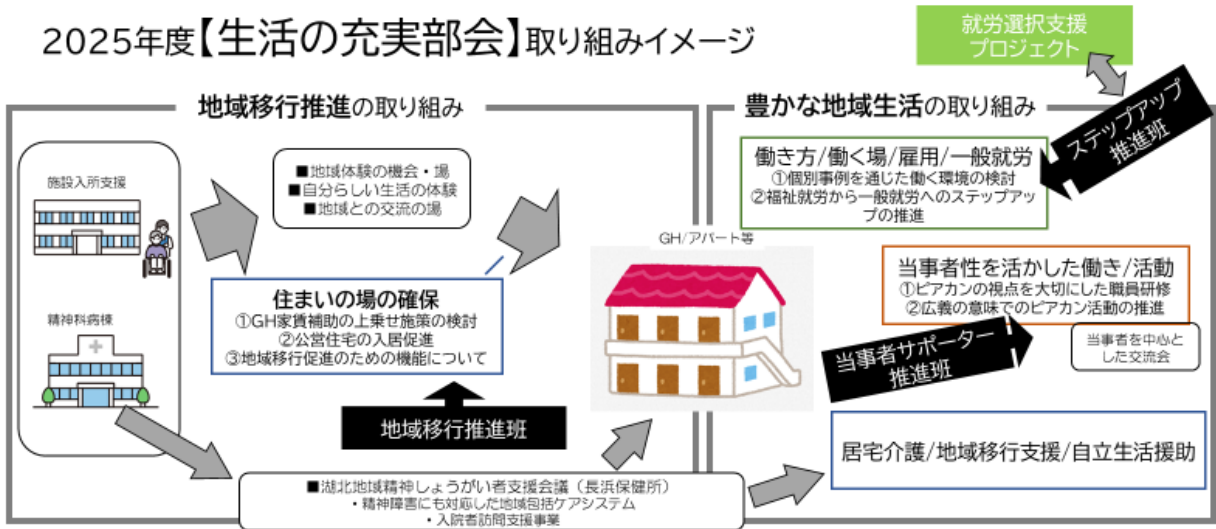 2025年度【生活の充実部会】取り組みイメージ
就労選択支援
プロジェクト
地域移行推進の取り組み
施設入所支援
精神科病棟
■地域体験の機会・場
■自分らしい生活の体験
■地域との交流の場
住まいの場の確保
①GH家賃補助の上乗せ施策の検討
②公営住宅の入居促進
③地域移行促進のための機能について
地域移行推進班
■湖北地域精神しょうがい者支援会議（長浜保健所）
・精神障害にも対応した地域包括ケアシステム
・入院者訪問支援事業
GH/アパート等
豊かな地域生活の取り組み
ステップアップ
推進班
働き方/働く場/雇用/一般就労
①個別事例を通じた働く環境の検討
②福祉就労から一般就労へのステップアッ
プの推進
当事者性を活かした働き/活動
①ピアカンの視点を大切にした職員研修
②広義の意味でのピアカン活動の推進
当事者サポーター
推進班
当事者を中心と
した交流会
居宅介護/地域移行支援/自立生活援助